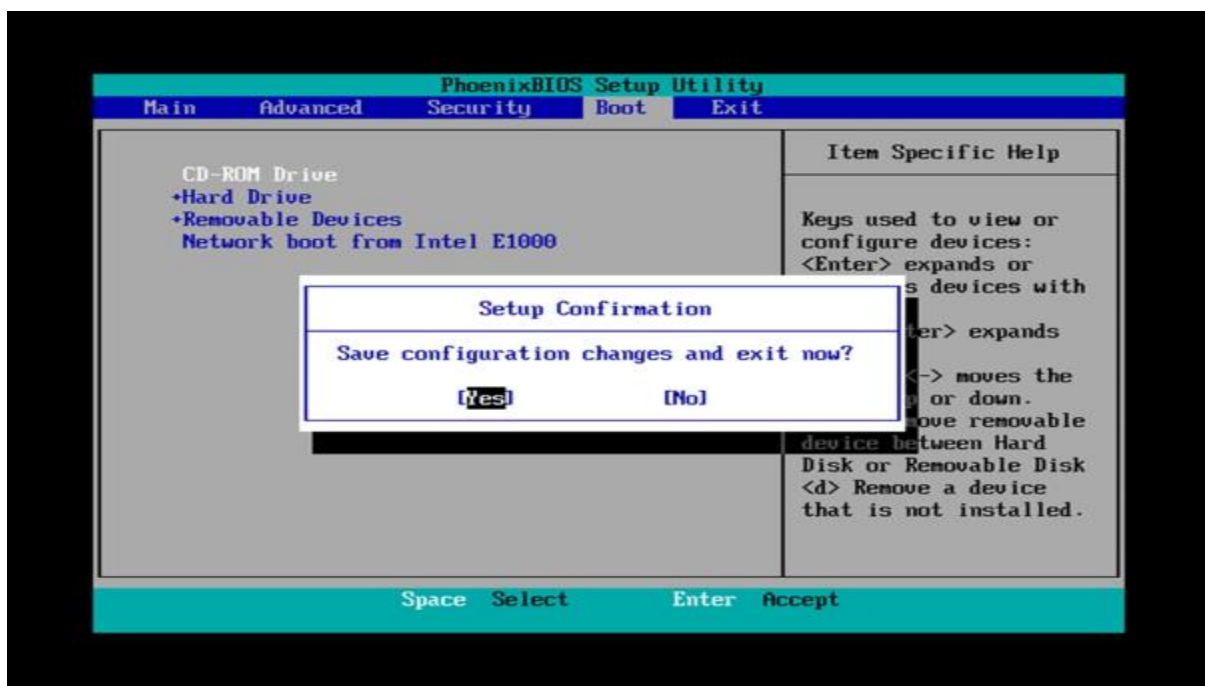 PhoenixBIOS Setup Utility
Main Advanced Security Boot Exit
CD-ROM Drive
+Hard Drive
+Removable Devices
Network boot from Intel E1000
Item Specific Help
Keys used to view or
configure devices:
<Enter> expands or
devices with
expands
<-> moves the
or down.
removable
device between Hard
Disk or Removable Disk
<d> Remove a device
that is not installed.
Setup Confirmation
Save configuration changes and exit now?
[Yes] [No]
Space Select Enter Accept